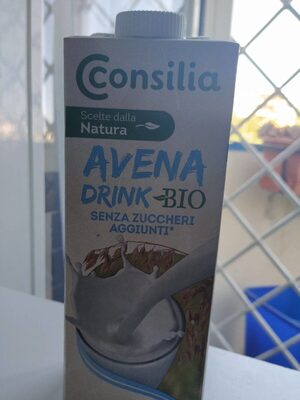 Consilia
Scelte dalla
Natura
AVENA
DRINK BIO
SENZA ZUCCHERI
AGGIUNTI*